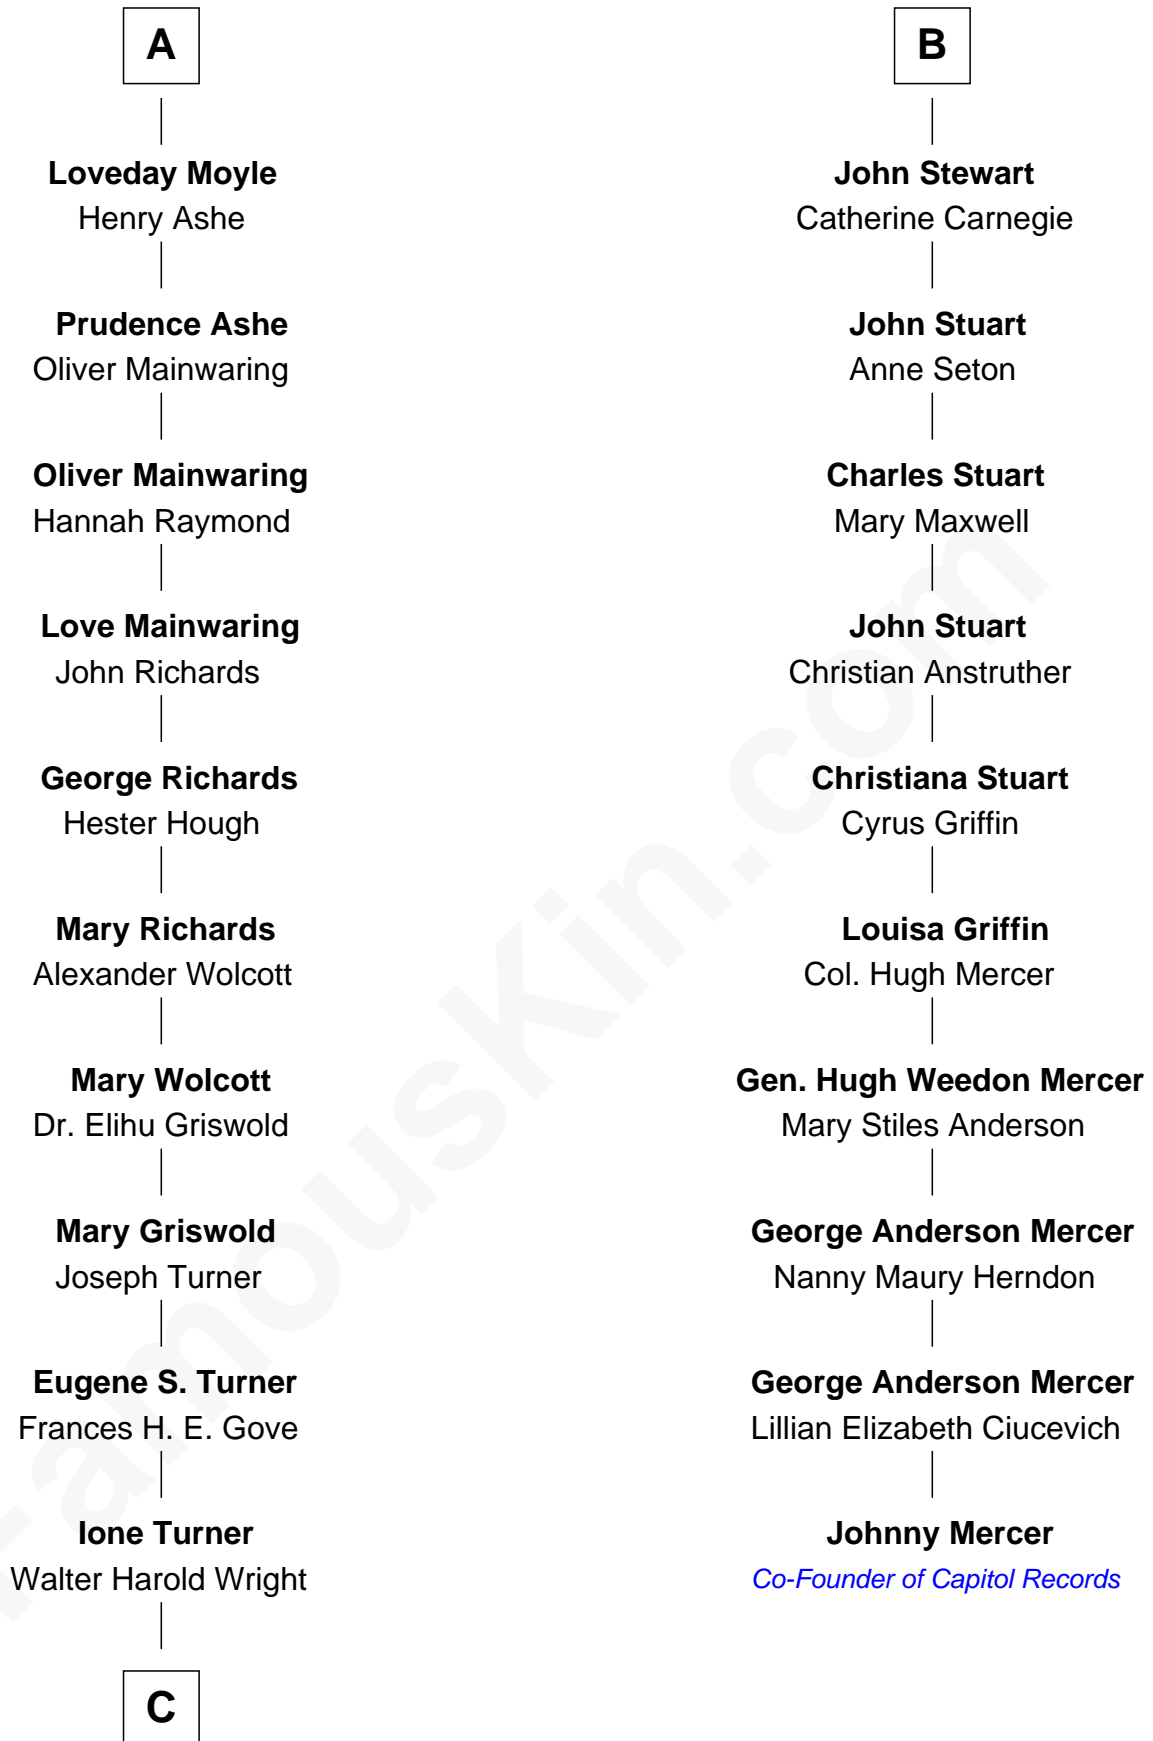 A
Loveday Moyle
Henry Ashe
Prudence Ashe
Oliver Mainwaring
Oliver Mainwaring
Hannah Raymond
Love Mainwaring
John Richards
George Richards
Hester Hough
Mary Richards
Alexander Wolcott
Mary Wolcott
Dr. Elihu Griswold
Mary Griswold
Joseph Turner
Eugene S. Turner
Frances H. E. Gove
Ione Turner
Walter Harold Wright
C
B
John Stewart
Catherine Carnegie
John Stuart
Anne Seton
Charles Stuart
Mary Maxwell
John Stuart
Christian Anstruther
Christiana Stuart
Cyrus Griffin
Louisa Griffin
Col. Hugh Mercer
Gen. Hugh Weedon Mercer
Mary Stiles Anderson
George Anderson Mercer
Nanny Maury Herndon
George Anderson Mercer
Lillian Elizabeth Ciucevich
Johnny Mercer
Co-Founder of Capitol Records
FamousKin.com